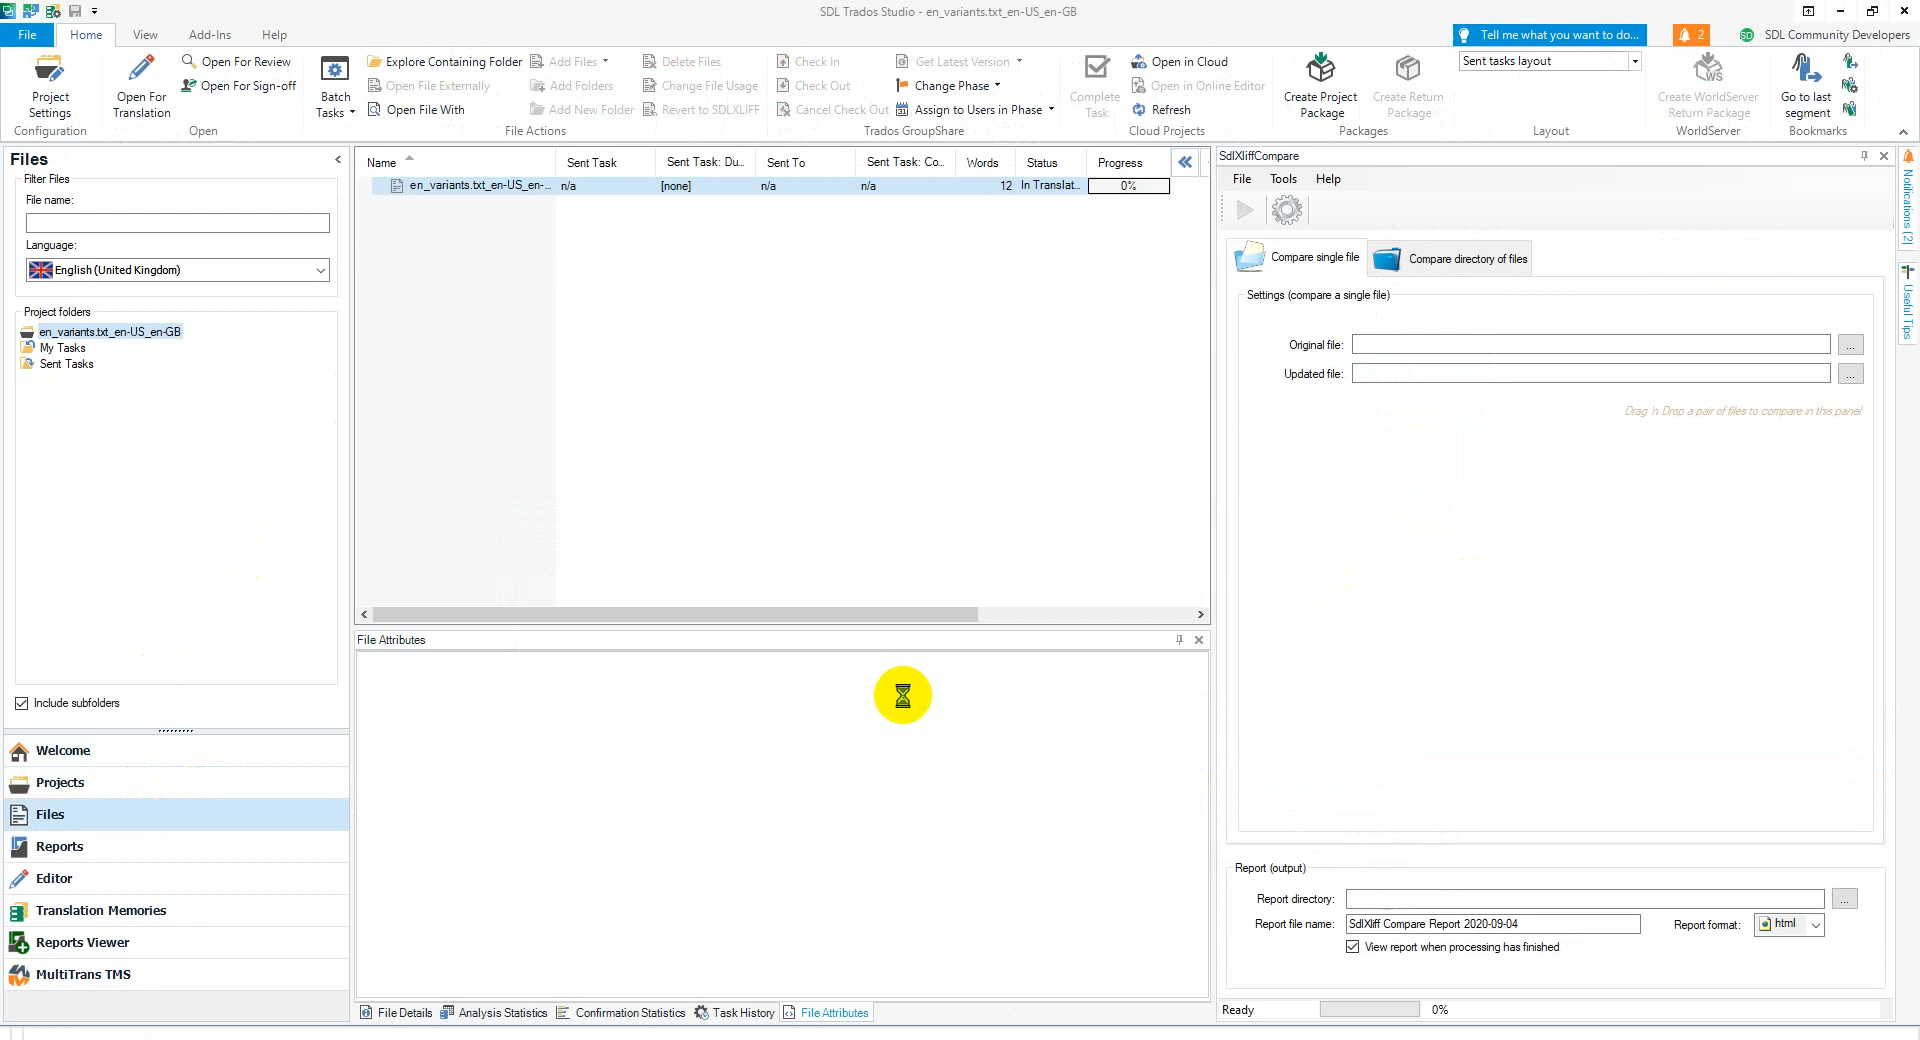 SDL Trados Studio - en_variants.txt_en-US_en-GB
File Home View Add-Ins Help
Tell me what you want to do...
2
SD SDL Community Developers
Project Settings
Configuration
Open For Translation
Open For Review
Open For Sign-off
Open
Batch Tasks
Explore Containing Folder
Open File Externally
Open File With
Add Files
Add Folders
Add New Folder
Delete Files
Change File Usage
Revert to SDLXLIFF
File Actions
Check In
Check Out
Cancel Check Out
Get Latest Version
Change Phase
Assign to Users in Phase
Trados GroupShare
Complete Task
Open in Cloud
Open in Online Editor
Refresh
Cloud Projects
Create Project Package
Create Return Package
Packages
Sent tasks layout
Layout
WS
Create WorldServer Return Package
WorldServer
Go to last segment
Bookmarks
Files
Filter Files
File name:
Language:
English (United Kingdom)
Project folders
en_variants.txt_en-US_en-GB
My Tasks
Sent Tasks
Include subfolders
Welcome
Projects
Files
Reports
Editor
Translation Memories
Reports Viewer
MultiTrans TMS
Name Sent Task Sent Task: Du... Sent To Sent Task: Co... Words Status Progress
en_variants.txt_en-US_en-... n/a [none] n/a n/a 12 In Translat... 0%
File Attributes
File Details Analysis Statistics Confirmation Statistics Task History File Attributes
SdlXliffCompare
File Tools Help
Compare single file Compare directory of files
Settings (compare a single file)
Original file: ...
Updated file: ...
Drag 'n Drop a pair of files to compare in this panel
Report (output)
Report directory: ...
Report file name: SdlXliff Compare Report 2020-09-04 Report format: html
View report when processing has finished
Ready 0%
Notifications (2)
Useful Tips